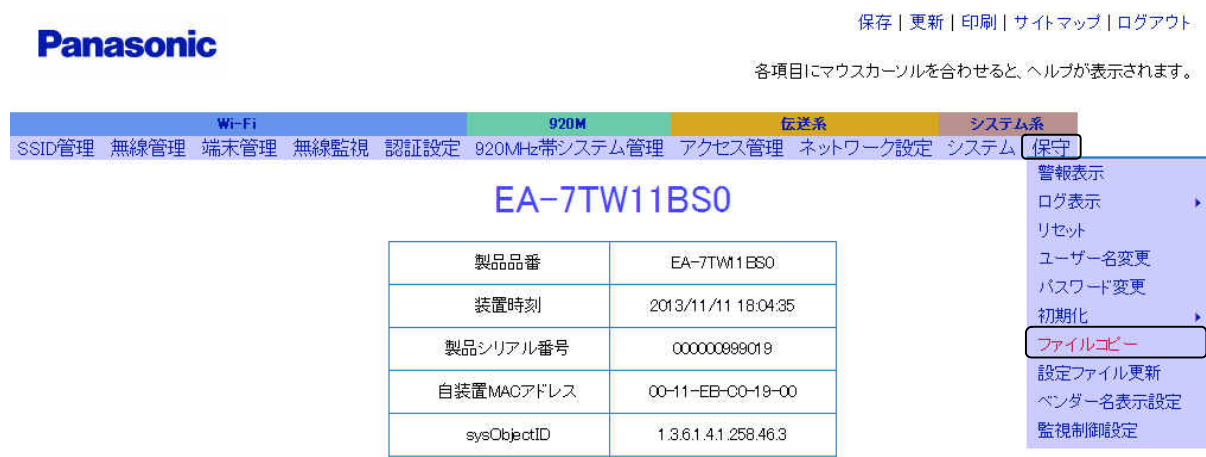 保存 | 更新 | 印刷 | サイトマップ | ログアウト
Panasonic
各項目にマウスカーソルを合わせると、ヘルプが表示されます。
Wi-Fi 920M 伝送系 システム系
SSID管理 無線管理 端末管理 無線監視 認証設定 920MHz帯システム管理 アクセス管理 ネットワーク設定 システム 保守
警報表示
ログ表示
リセット
ユーザー名変更
パスワード変更
初期化
ファイルコピー
設定ファイル更新
ベンダー名表示設定
監視制御設定
EA-7TW11BS0
製品品番 EA-7TW11BS0
装置時刻 2013/11/11 18:04:35
製品シリアル番号 000000999019
自装置MACアドレス 00-11-EB-C0-19-00
sysObjectID 1.3.6.1.4.1.258.46.3